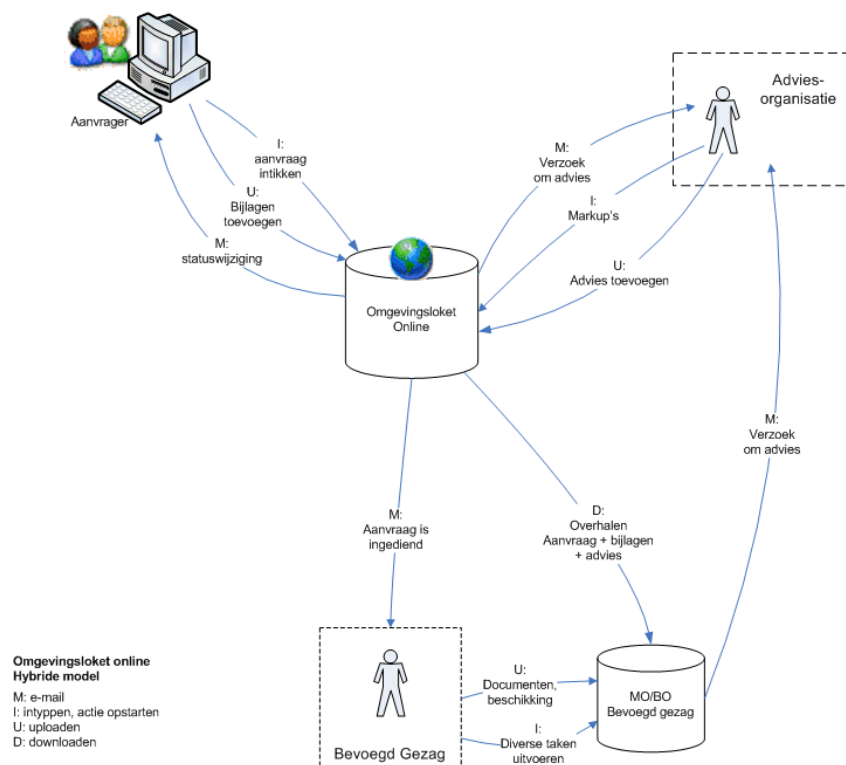 Aanvrager
Advies-
organisatie
I:
aanvraag
intikken
U:
Bijlagen
toevoegen
M:
statuswijziging
M:
Verzoek
om advies
I:
Markup's
U:
Advies toevoegen
Omgevingsloket
Online
M:
Verzoek
om advies
M:
Aanvraag is
ingediend
D:
Overhalen
Aanvraag + bijlagen
+ advies
Omgevingsloket online
Hybride model
M: e-mail
I: intyppen, actie opstarten
U: uploaden
D: downloaden
U:
Documenten,
beschikking
MO/BO
Bevoegd gezag
I:
Diverse taken
uitvoeren
Bevoegd Gezag